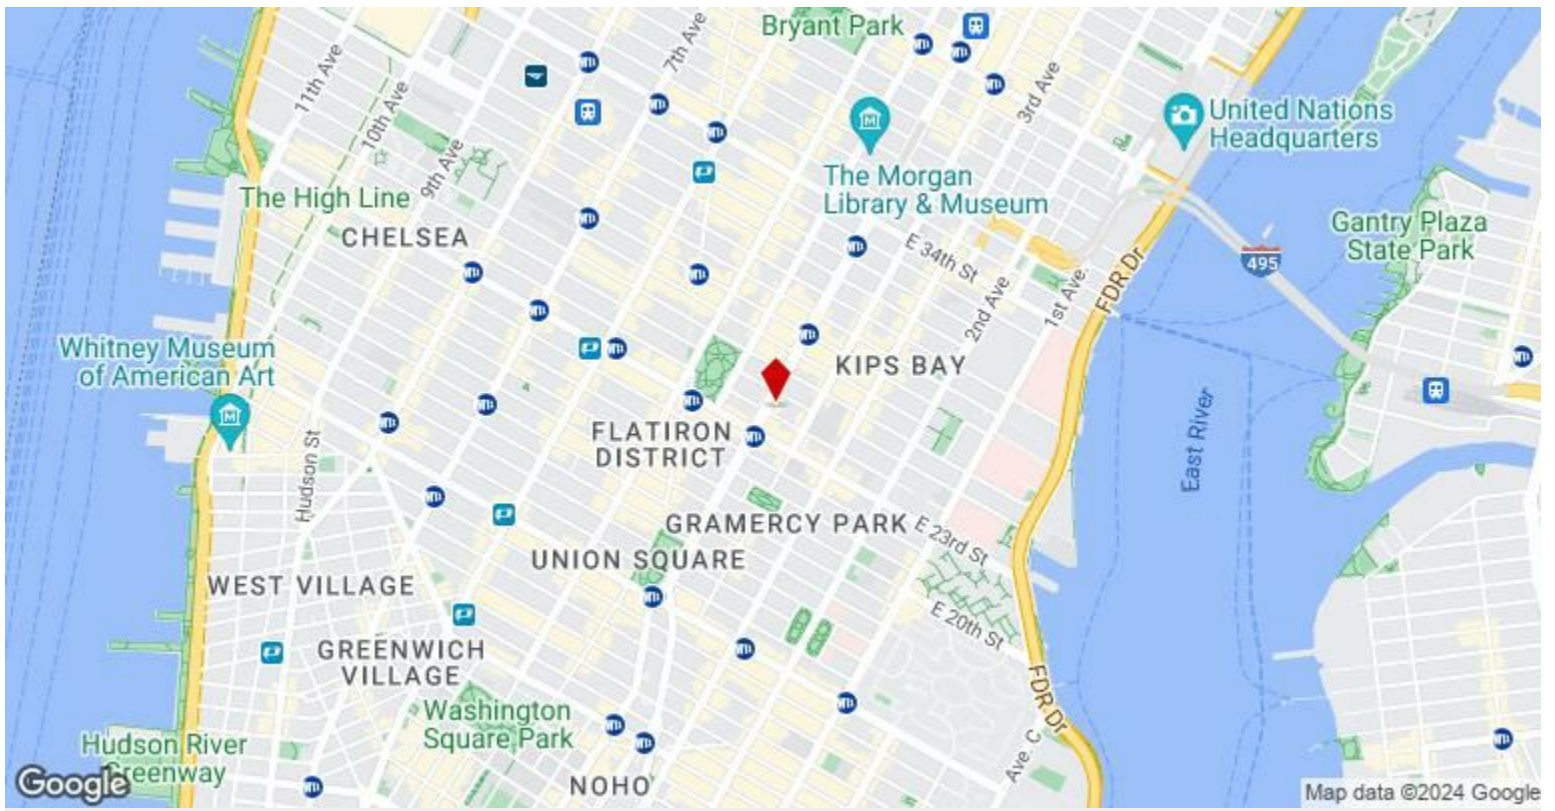 Bryant Park
11th Ave
10th Ave
9th Ave
7th Ave
3rd Ave
United Nations
Headquarters
The Morgan
Library & Museum
The High Line
CHELSEA
E 34th St
Gantry Plaza
State Park
495
FDR Dr
1st Ave
2nd Ave
Whitney Museum
of American Art
KIPS BAY
FLATIRON
DISTRICT
East River
Hudson St
GRAMERCY PARK
E 23rd St
UNION SQUARE
WEST VILLAGE
E 20th St
GREENWICH
VILLAGE
FDR Dr
Washington
Square Park
Ave. C
Hudson River
Greenway
NOHO
Google
Map data ©2024 Google